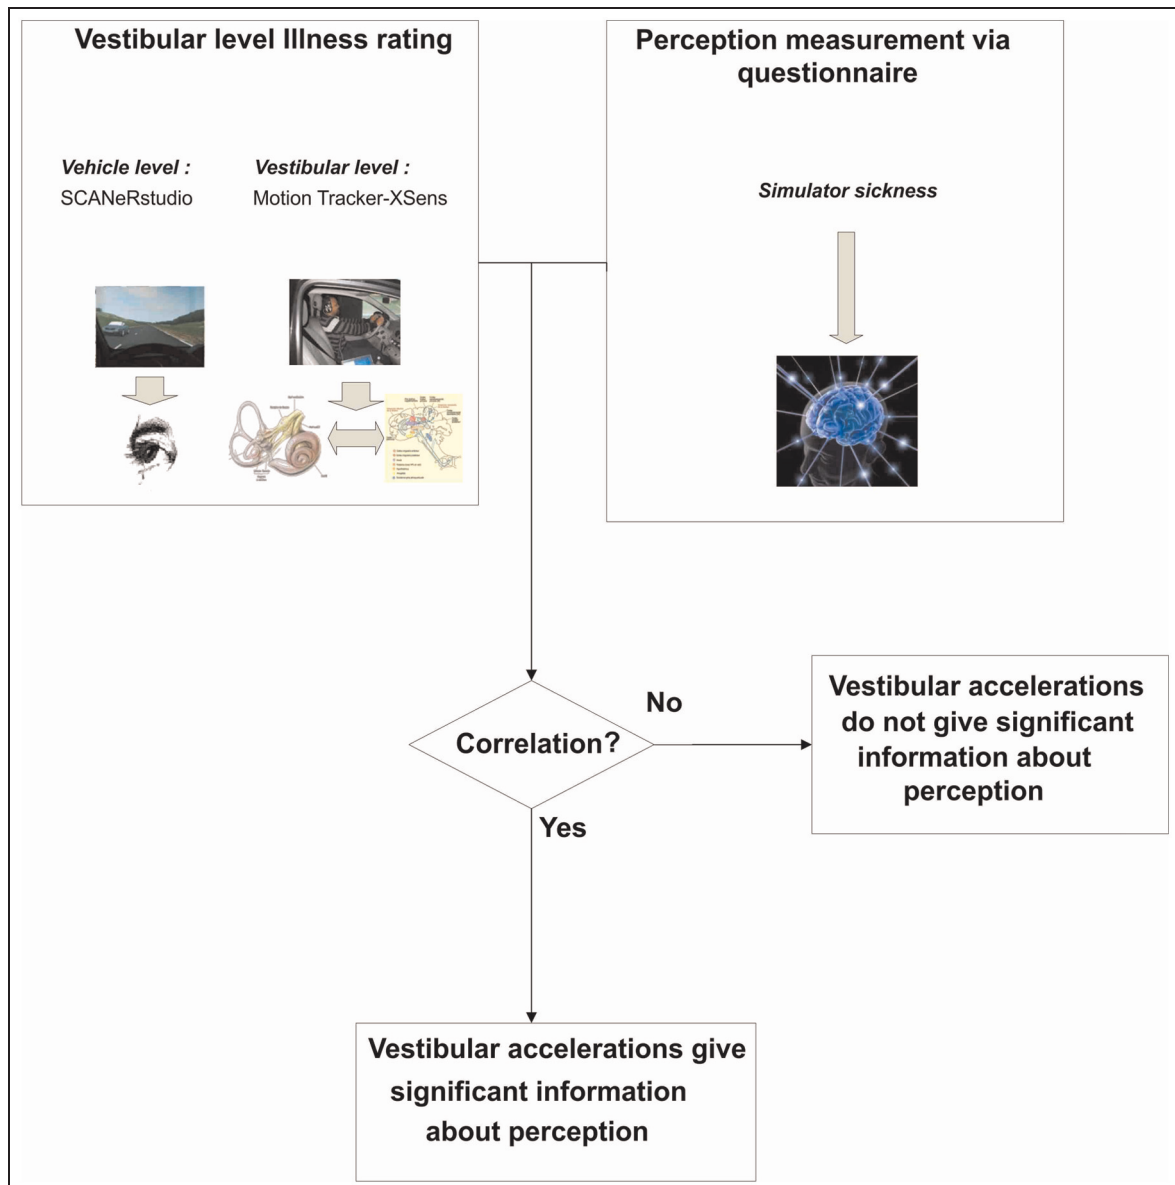 Vestibular level Illness rating
Vehicle level :
SCANeRstudio
Vestibular level :
Motion Tracker-XSens
Perception measurement via
questionnaire
Simulator sickness
Correlation?
No
Vestibular accelerations
do not give significant
information about
perception
Yes
Vestibular accelerations give
significant information
about perception